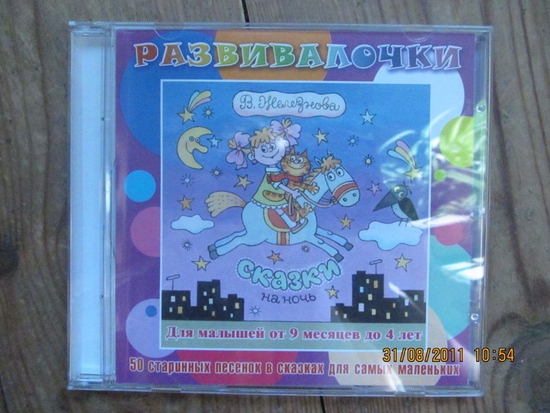 РАЗВИВАЛОЧКИ
В. Железнова
СКАЗКИ
НА НОЧЬ
Для малышей от 9 месяцев до 4 лет
50 старинных песенок в сказках для самых маленьких
31/08/2011 10:54